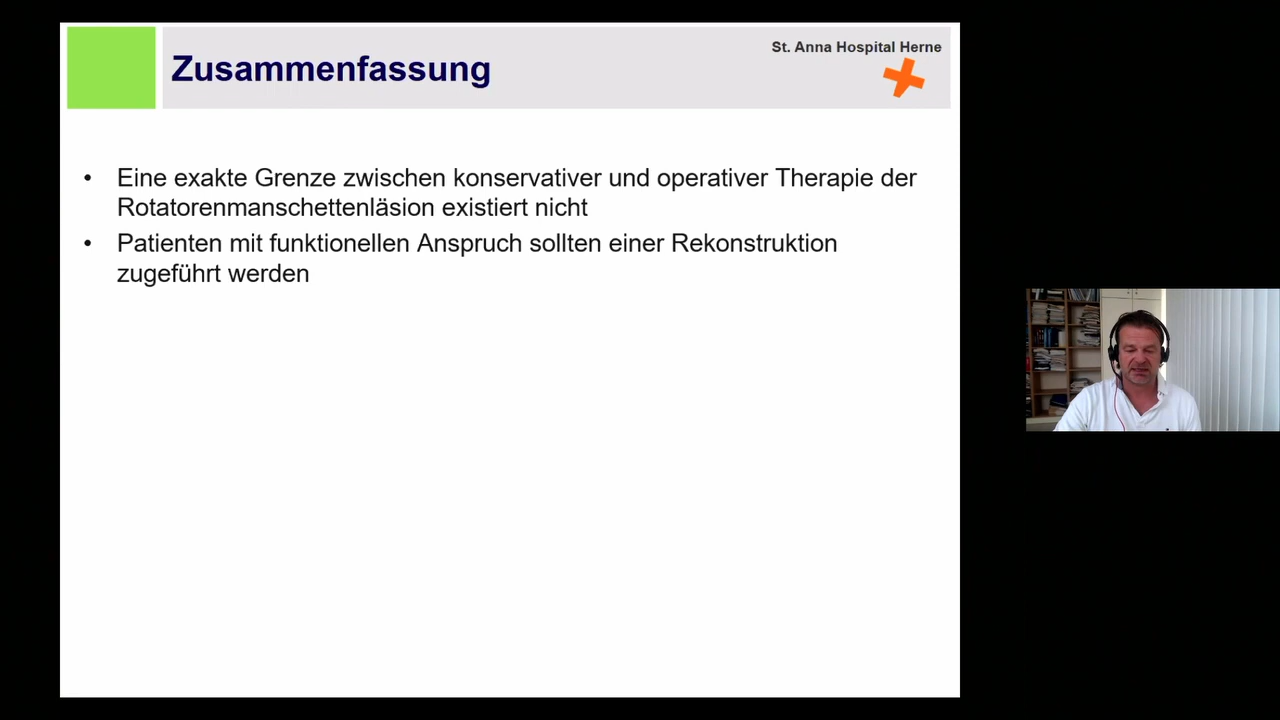 St. Anna Hospital Herne
Zusammenfassung
• Eine exakte Grenze zwischen konservativer und operativer Therapie der
Rotatorenmanschettenläsion existiert nicht
• Patienten mit funktionellen Anspruch sollten einer Rekonstruktion
zugeführt werden